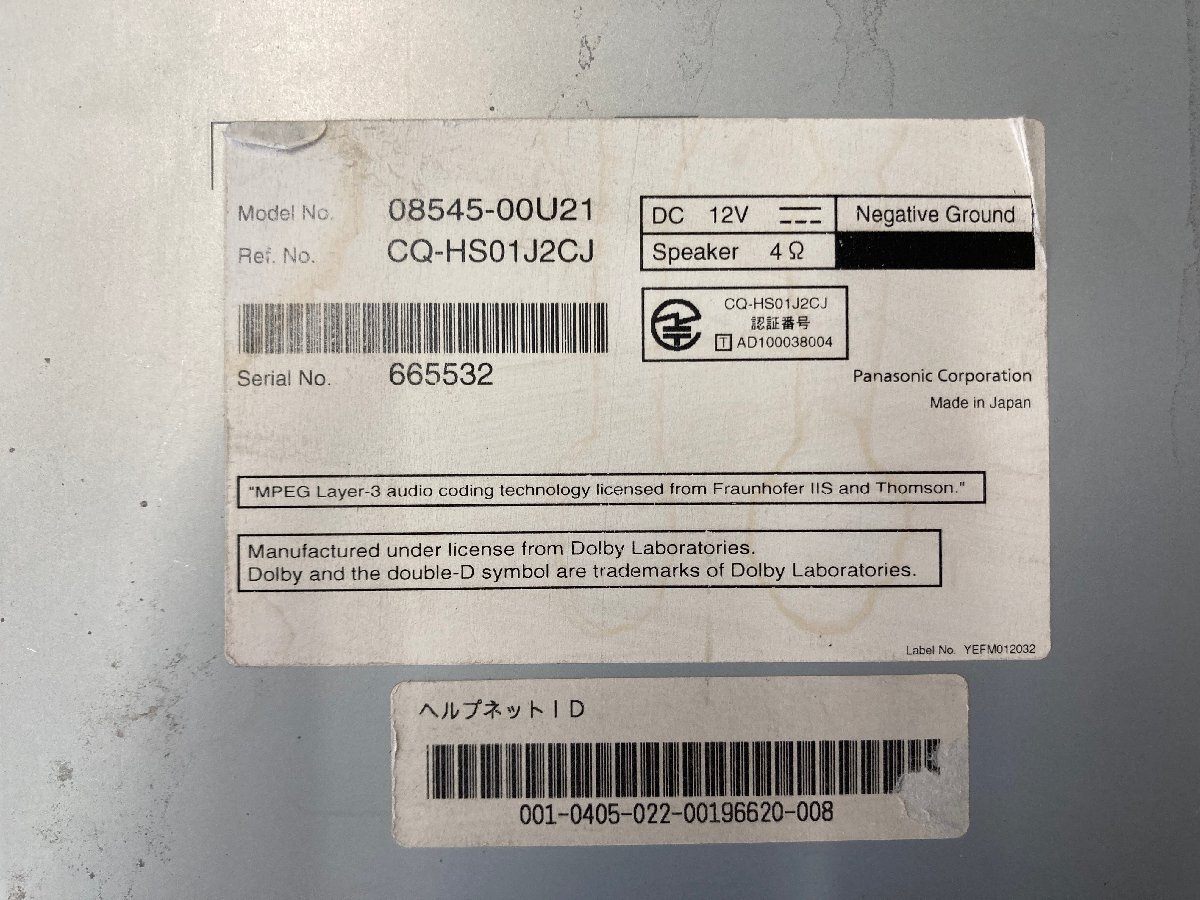 Model No. 08545-00U21
Ref. No. CQ-HS01J2CJ
Serial No. 665532
DC 12V
Negative Ground
Speaker 4Ω
CQ-HS01J2CJ
認証番号
T AD100038004
Panasonic Corporation
Made in Japan
"MPEG Layer-3 audio coding technology licensed from Fraunhofer IIS and Thomson."
Manufactured under license from Dolby Laboratories.
Dolby and the double-D symbol are trademarks of Dolby Laboratories.
Label No. YEFM012032
ヘルプネットID
001-0405-022-00196620-008